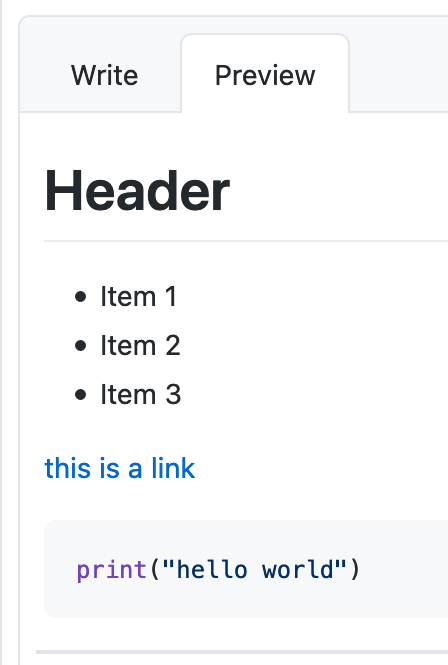 Write Preview
Header
Item 1
Item 2
Item 3
this is a link
print("hello world")